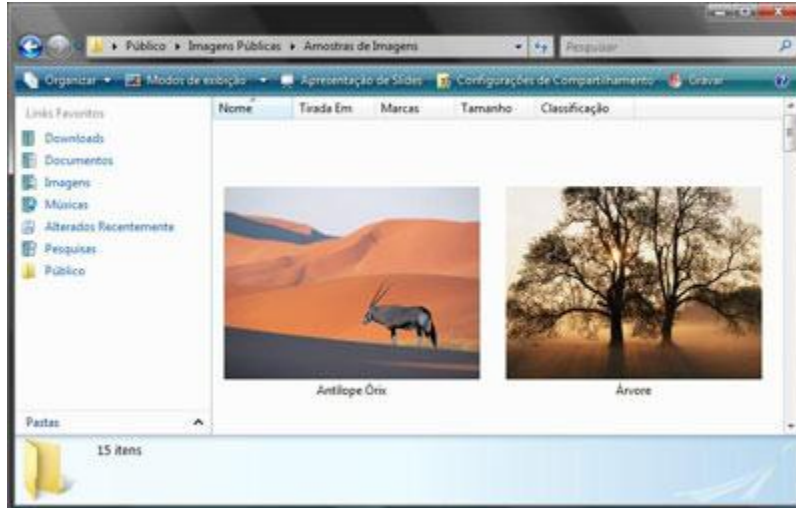 Público ▸ Imagens Públicas ▸ Amostras de Imagens
Pesquisar
Organizar Modos de exibição Apresentação de Slides Configurações de Compartilhamento Gravar
Nome Tirada Em Marcas Tamanho Classificação
Links Favoritos
Downloads
Documentos
Imagens
Músicas
Alterados Recentemente
Pesquisas
Público
Antílope Órix
Árvore
Pastas
15 itens